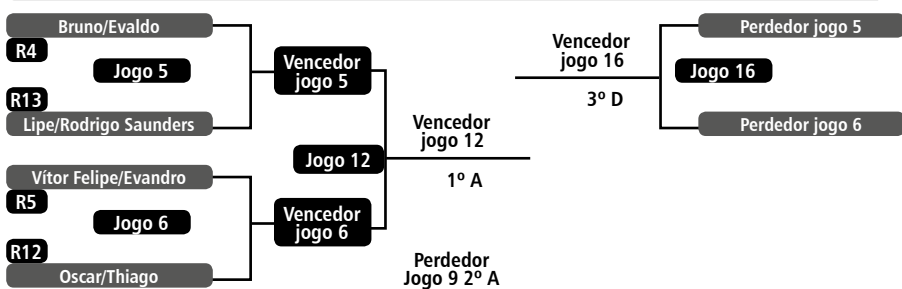 Bruno/Evaldo
R4
Jogo 5
R13
Lipe/Rodrigo Saunders
Vencedor
jogo 5
Jogo 12
Vítor Felipe/Evandro
R5
Jogo 6
R12
Oscar/Thiago
Vencedor
jogo 6
Vencedor
jogo 12
1º A
Perdedor
Jogo 9 2º A
Vencedor
jogo 16
3º D
Perdedor jogo 5
Jogo 16
Perdedor jogo 6